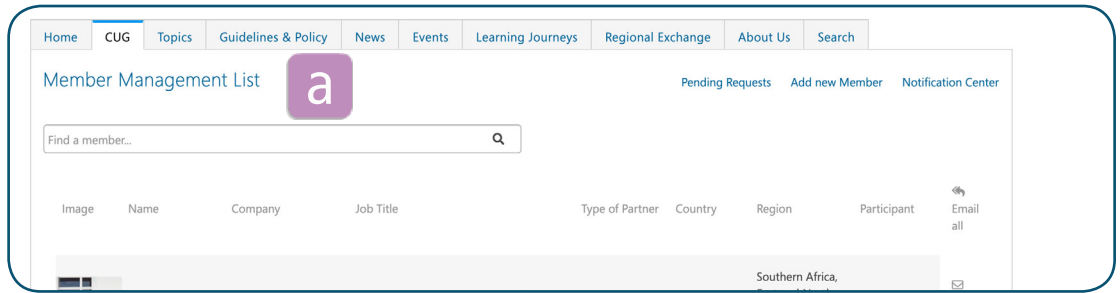 Home CUG Topics Guidelines & Policy News Events Learning Journeys Regional Exchange About Us Search
Member Management List a Pending Requests Add new Member Notification Center
Find a member...
Image Name Company Job Title Type of Partner Country Region Participant Email
all
Southern Africa,